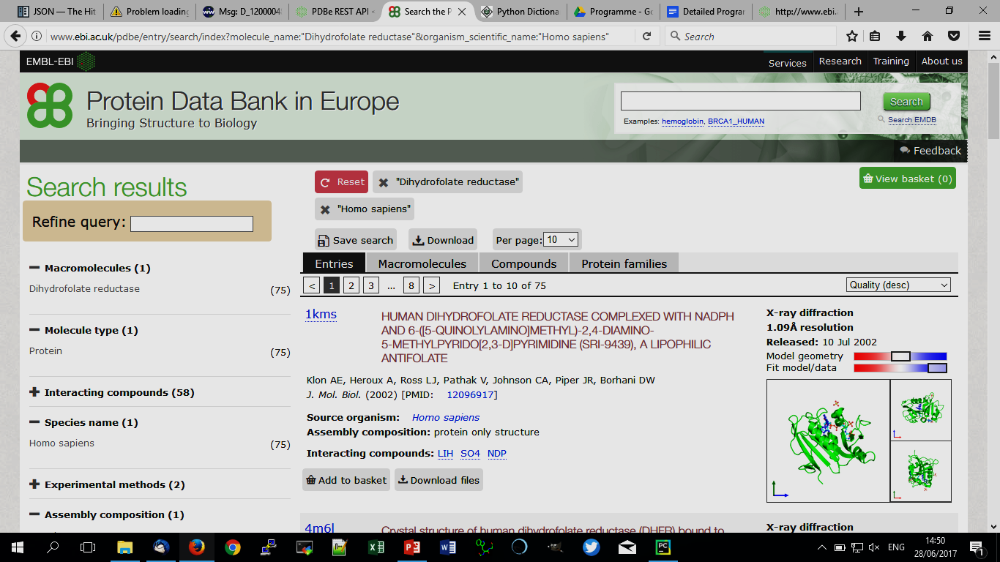 JSON — The Hit
Problem loading
Msg: D_1200004
PDBe REST API <
Search the P
Python Dictiona
Programme - Go
Detailed Program
http://www.ebi.
www.ebi.ac.uk/pdbe/entry/search/index?molecule_name:"Dihydrofolate reductase"&organism_scientific_name:"Homo sapiens"
Search
EMBL-EBI
Services
Research
Training
About us
Protein Data Bank in Europe
Bringing Structure to Biology
Search
Examples: hemoglobin, BRCA1_HUMAN
Search EMDB
Feedback
Search results
Refine query:
Reset
"Dihydrofolate reductase"
View basket (0)
"Homo sapiens"
Save search
Download
Per page: 10
Macromolecules (1)
Dihydrofolate reductase (75)
Molecule type (1)
Protein (75)
Interacting compounds (58)
Species name (1)
Homo sapiens (75)
Experimental methods (2)
Assembly composition (1)
Entries
Macromolecules
Compounds
Protein families
< 1 2 3 ... 8 > Entry 1 to 10 of 75
Quality (desc)
1kms
HUMAN DIHYDROFOLATE REDUCTASE COMPLEXED WITH NADPH
AND 6-([5-QUINOLYLAMINO]METHYL)-2,4-DIAMINO-
5-METHYLPYRIDO[2,3-D]PYRIMIDINE (SRI-9439), A LIPOPHILIC
ANTIFOLATE
Klon AE, Heroux A, Ross LJ, Pathak V, Johnson CA, Piper JR, Borhani DW
J. Mol. Biol. (2002) [PMID: 12096917]
Source organism: Homo sapiens
Assembly composition: protein only structure
Interacting compounds: LIH SO4 NDP
Add to basket
Download files
X-ray diffraction
1.09Å resolution
Released: 10 Jul 2002
Model geometry
Fit model/data
4m6l
Crystal structure of human dihydrofolate reductase (DHFR) bound to
X-ray diffraction
ENG
14:50
28/06/2017
1